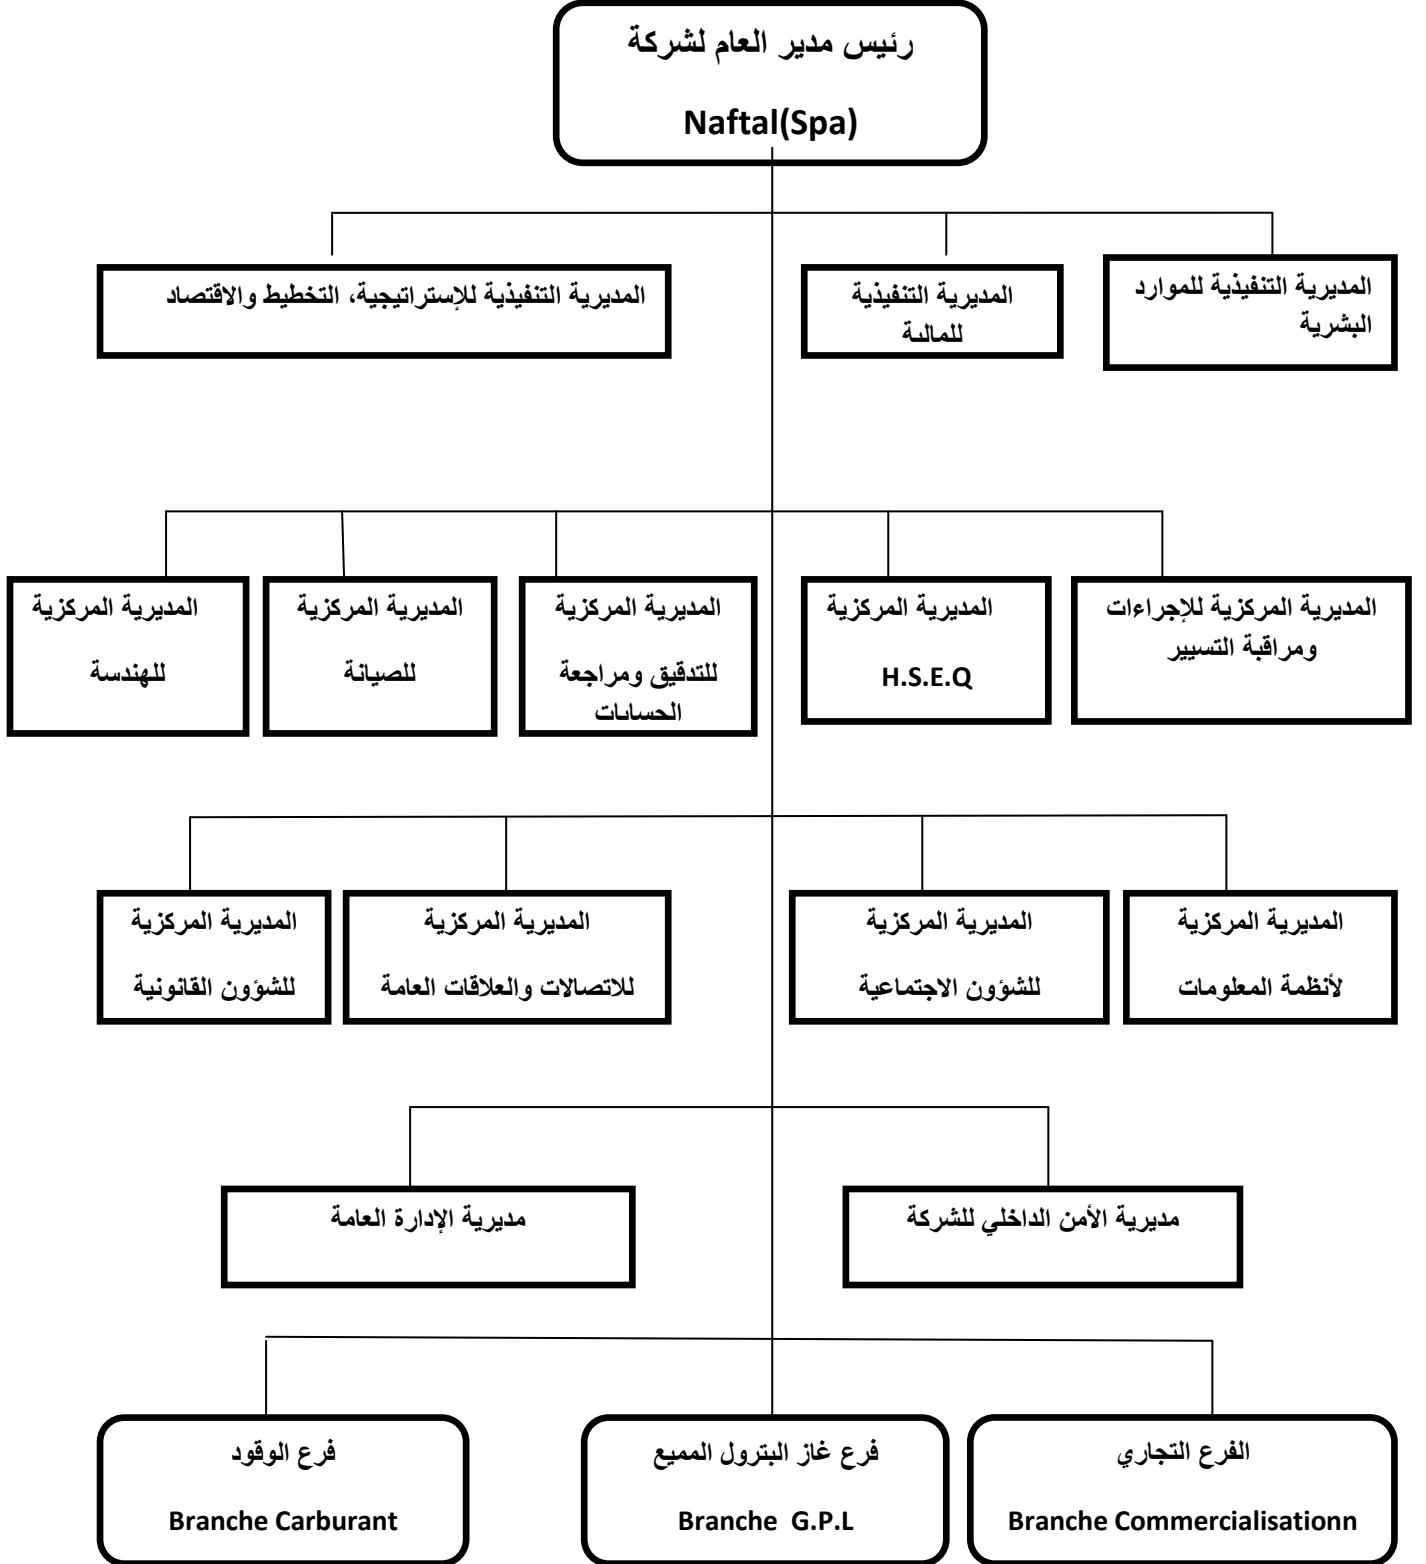 رئيس مدير العام لشركة
Naftal(Spa)
المديرية التنفيذية للموارد
البشرية
المديرية التنفيذية
للمالية
المديرية التنفيذية للإستراتيجية، التخطيط والاقتصاد
المديرية المركزية للإجراءات
ومراقبة التسيير
المديرية المركزية
H.S.E.Q
المديرية المركزية
للتدقيق ومراجعة
الحسابات
المديرية المركزية
للصيانة
المديرية المركزية
للهندسة
المديرية المركزية
لأنظمة المعلومات
المديرية المركزية
للشؤون الاجتماعية
المديرية المركزية
للاتصالات والعلاقات العامة
المديرية المركزية
للشؤون القانونية
مديرية الأمن الداخلي للشركة
مديرية الإدارة العامة
الفرع التجاري
Branche Commercialisationn
فرع غاز البترول المميع
Branche G.P.L
فرع الوقود
Branche Carburant